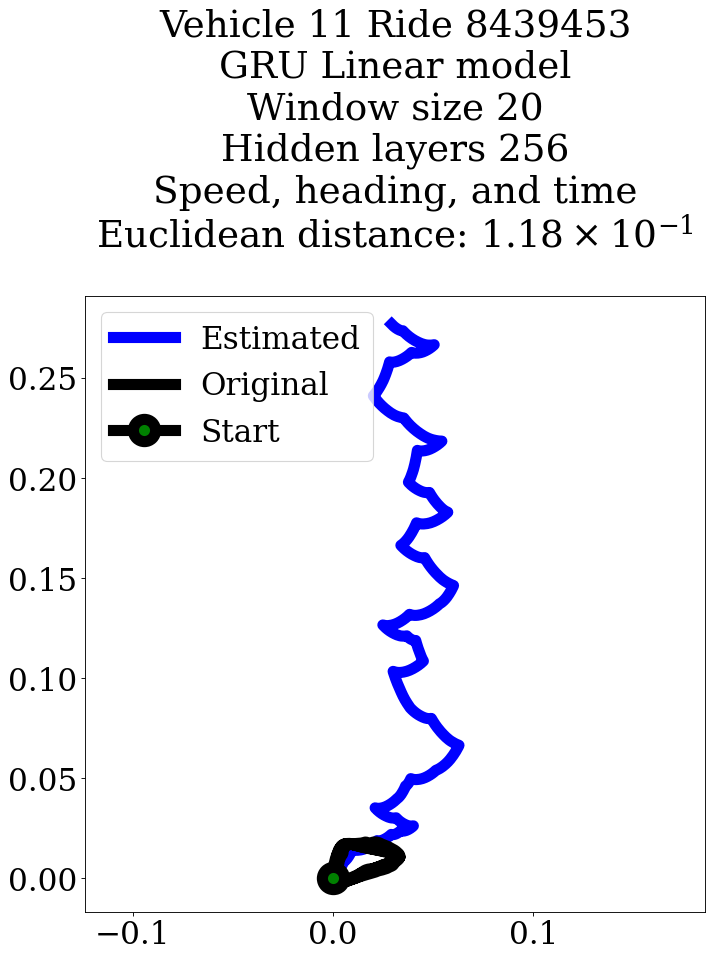 Vehicle 11 Ride 8439453
GRU Linear model
Window size 20
Hidden layers 256
Speed, heading, and time
Euclidean distance: 1.18 × 10⁻¹
Estimated
Original
Start
0.25
0.20
0.15
0.10
0.05
0.00
−0.1
0.0
0.1